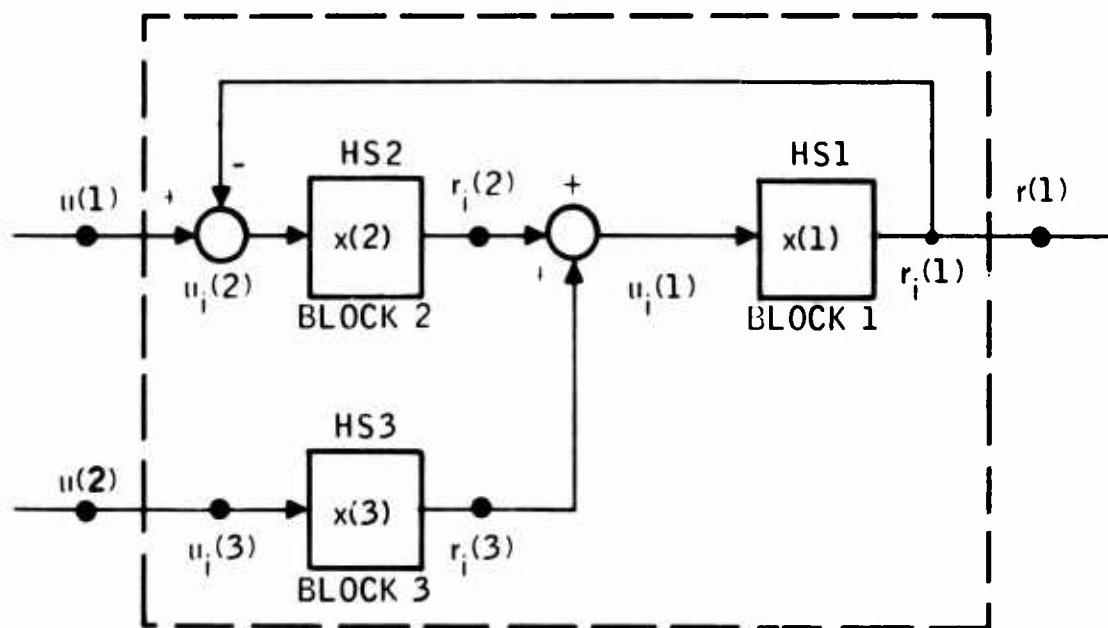 -
HS2
HS1
u(1)
+
r_i(2)
+
r(1)
x(2)
x(1)
u_i(2)
+
u_i(1)
r_i(1)
BLOCK 2
BLOCK 1
HS3
u(2)
x(3)
u_i(3)
r_i(3)
BLOCK 3